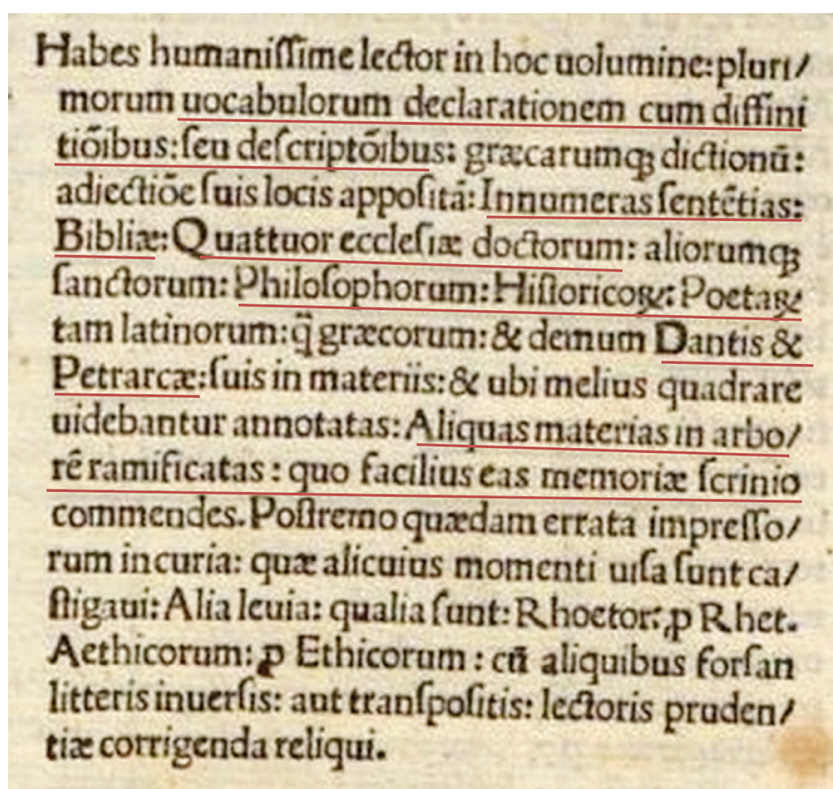 Habes humaniſſime lector in hoc uolumine:pluri/
morum uocabulorum declarationem cum diffini
tiõibus:ſeu deſcriptõibus: græcarumqꝫ dictionũ:
adiectiõe ſuis locis appoſitã:Innumeras ſentẽtias:
Bibliæ:Quattuor eccleſiæ doctorum: aliorumqꝫ
ſanctorum:Philoſophorum:Hiſtoricoꝝ:Poetaꝝ
tam latinorum:q̃ græcorum:& demum Dantis &
Petrarcæ:ſuis in materiis:& ubi melius quadrare
uidebantur annotatas:Aliquas materias in arbo/
rẽ ramificatas : quo facilius eas memoriæ ſcrinio
commendes.Poſtremo quædam errata impreſſo/
rum incuria: quæ alicuius momenti uiſa ſunt ca/
ſtigaui:Alia leuia: qualia ſunt:Rhoetor:ꝓ Rhet.
Aethicorum:ꝓ Ethicorum : cũ aliquibus forſan
litteris inuerſis: aut tranſpoſitis: lectoris pruden/
tiæ corrigenda reliqui.